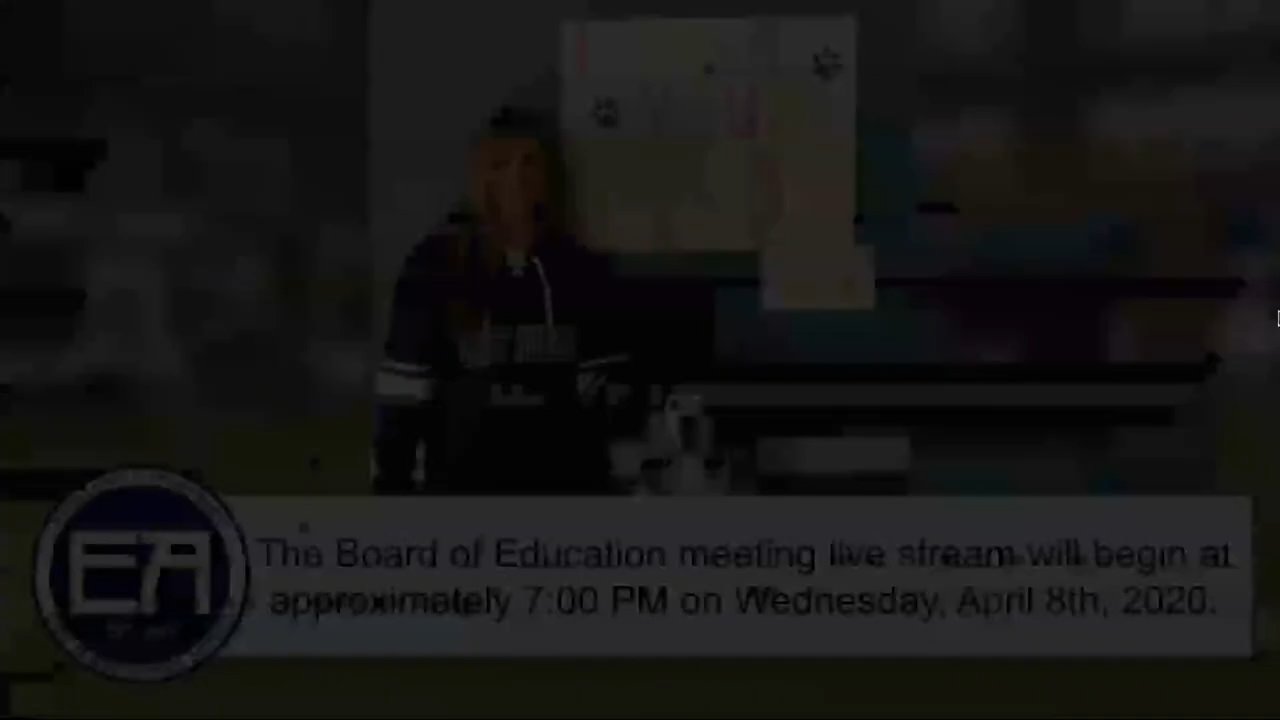 EA
The Board of Education meeting live stream will begin at
approximately 7:00 PM on Wednesday, April 8th, 2020.